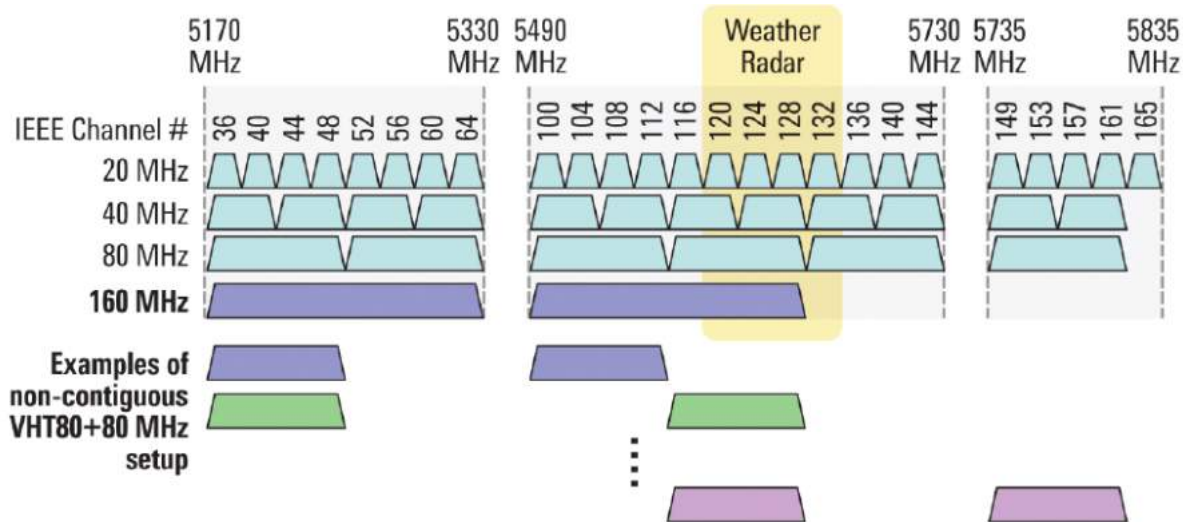 5170 MHz
5330 MHz
5490 MHz
Weather Radar
5730 MHz
5735 MHz
5835 MHz
IEEE Channel # 36 40 44 48 52 56 60 64 100 104 108 112 116 120 124 128 132 136 140 144 149 153 157 161 165
20 MHz
40 MHz
80 MHz
160 MHz
Examples of
non-contiguous
VHT80+80 MHz
setup